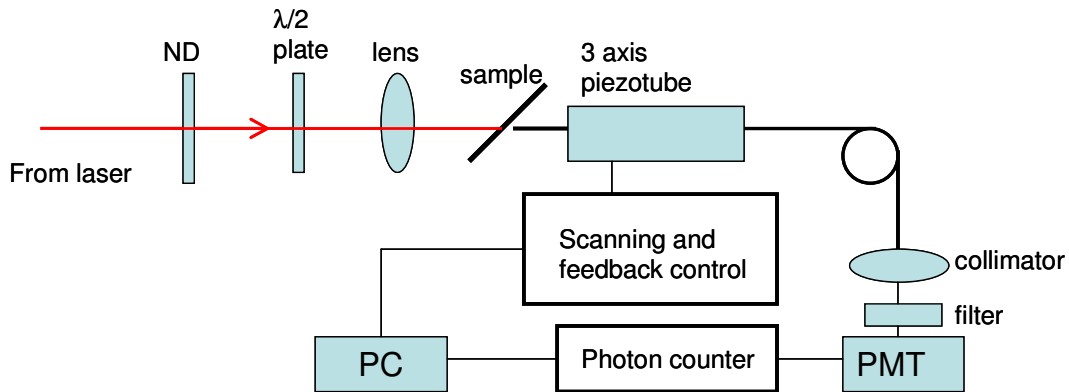 ND
λ/2
plate
lens
sample
3 axis
piezotube
From laser
Scanning and
feedback control
collimator
filter
PC
Photon counter
PMT